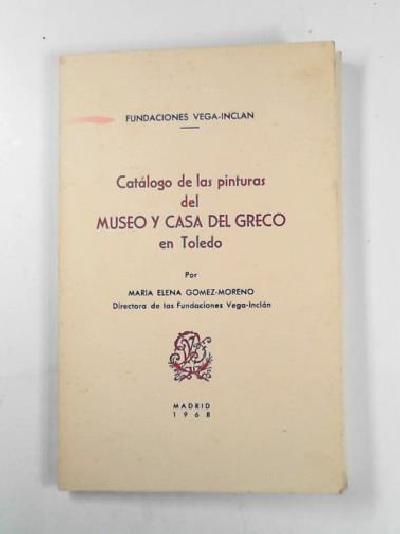 FUNDACIONES VEGA-INCLAN
Catálogo de las pinturas
del
MUSEO Y CASA DEL GRECO
en Toledo
Por
MARIA ELENA GOMEZ-MORENO
Directora de las Fundaciones Vega-Inclán
MADRID
1968